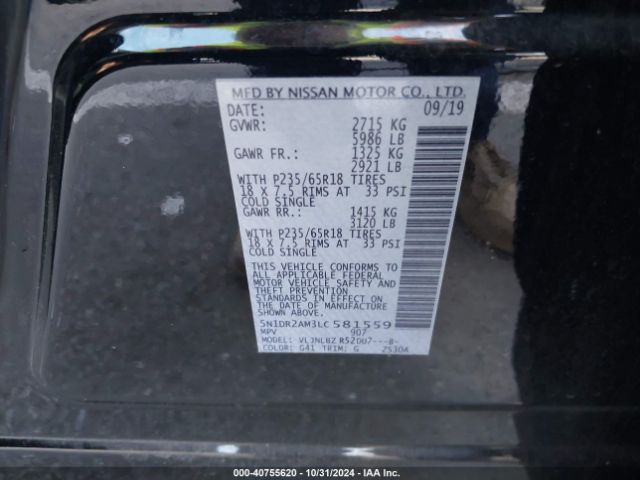 MFD BY NISSAN MOTOR CO., LTD.
DATE: 09/19
GVWR: 2715 KG
5986 LB
GAWR FR.: 1325 KG
2921 LB
WITH P235/65R18 TIRES
18 X 7.5 RIMS AT 33 PSI
COLD SINGLE
GAWR RR.: 1415 KG
3120 LB
WITH P235/65R18 TIRES
18 X 7.5 RIMS AT 33 PSI
COLD SINGLE
THIS VEHICLE CONFORMS TO
ALL APPLICABLE FEDERAL
MOTOR VEHICLE SAFETY AND
THEFT PREVENTION
STANDARDS IN EFFECT ON
THE DATE OF MANUFACTURE
SHOWN ABOVE.
5N1DR2AM3LC581559
MPV 907
MODEL: R52DU7---B-
COLOR: G41 TRIM: G Z530A
000-40755620 - 10/31/2024 - IAA Inc.